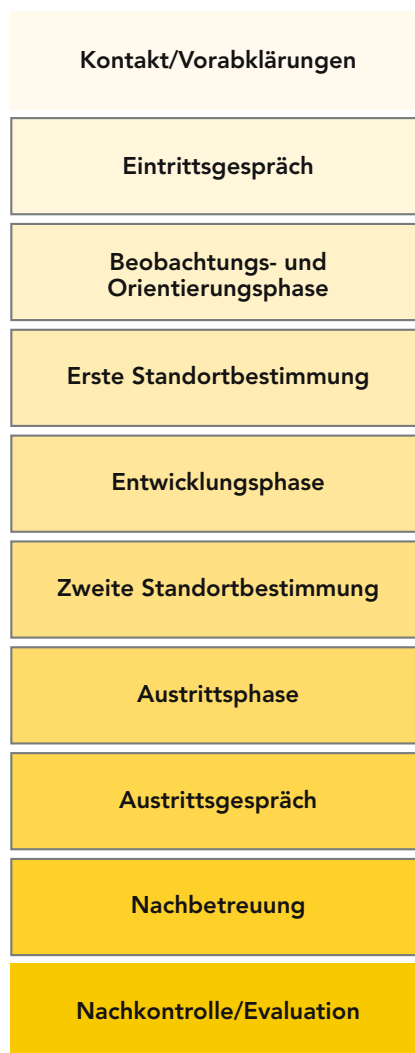 Kontakt/Vorabklärungen
Eintrittsgespräch
Beobachtungs- und
Orientierungsphase
Erste Standortbestimmung
Entwicklungsphase
Zweite Standortbestimmung
Austrittsphase
Austrittsgespräch
Nachbetreuung
Nachkontrolle/Evaluation